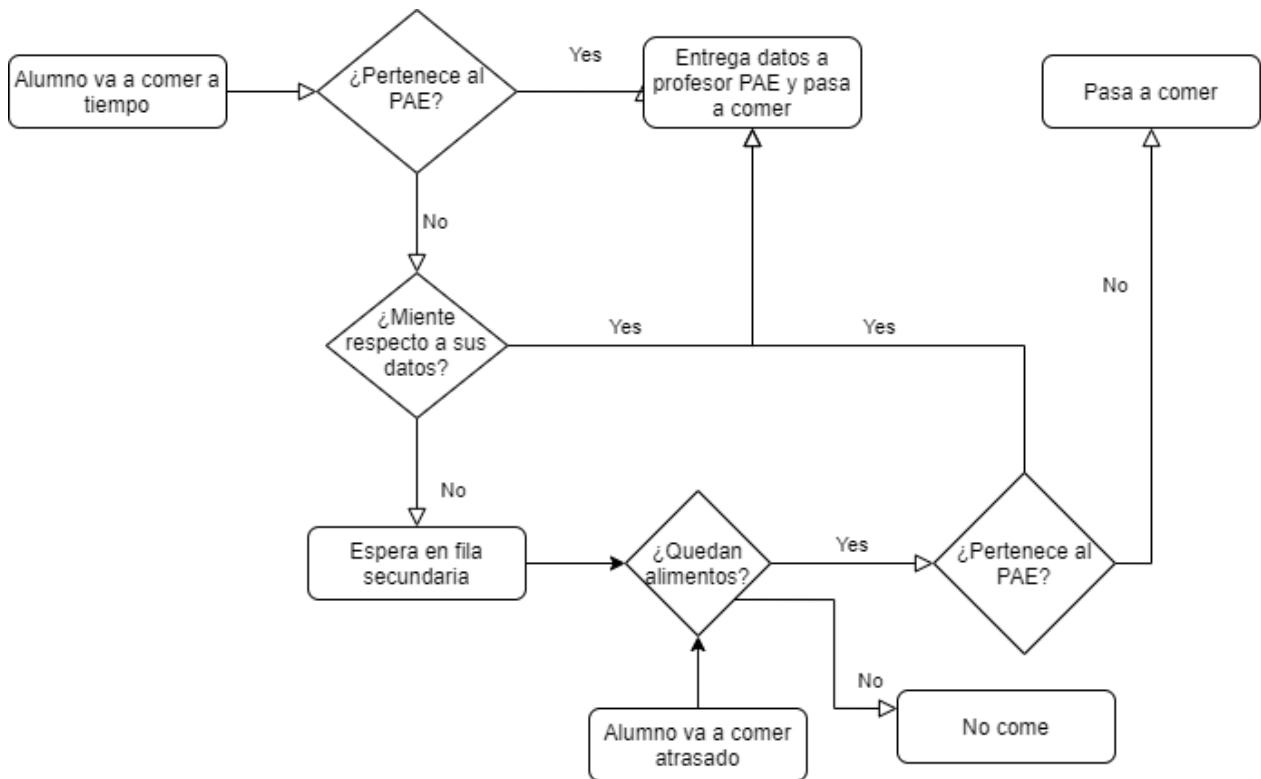 Alumno va a comer a
tiempo
¿Pertenece al
PAE?
Yes
Entrega datos a
profesor PAE y pasa
a comer
Pasa a comer
No
¿Miente
respecto a sus
datos?
Yes
Yes
No
No
Espera en fila
secundaria
¿Quedan
alimentos?
Yes
¿Pertenece al
PAE?
No
Alumno va a comer
atrasado
No come